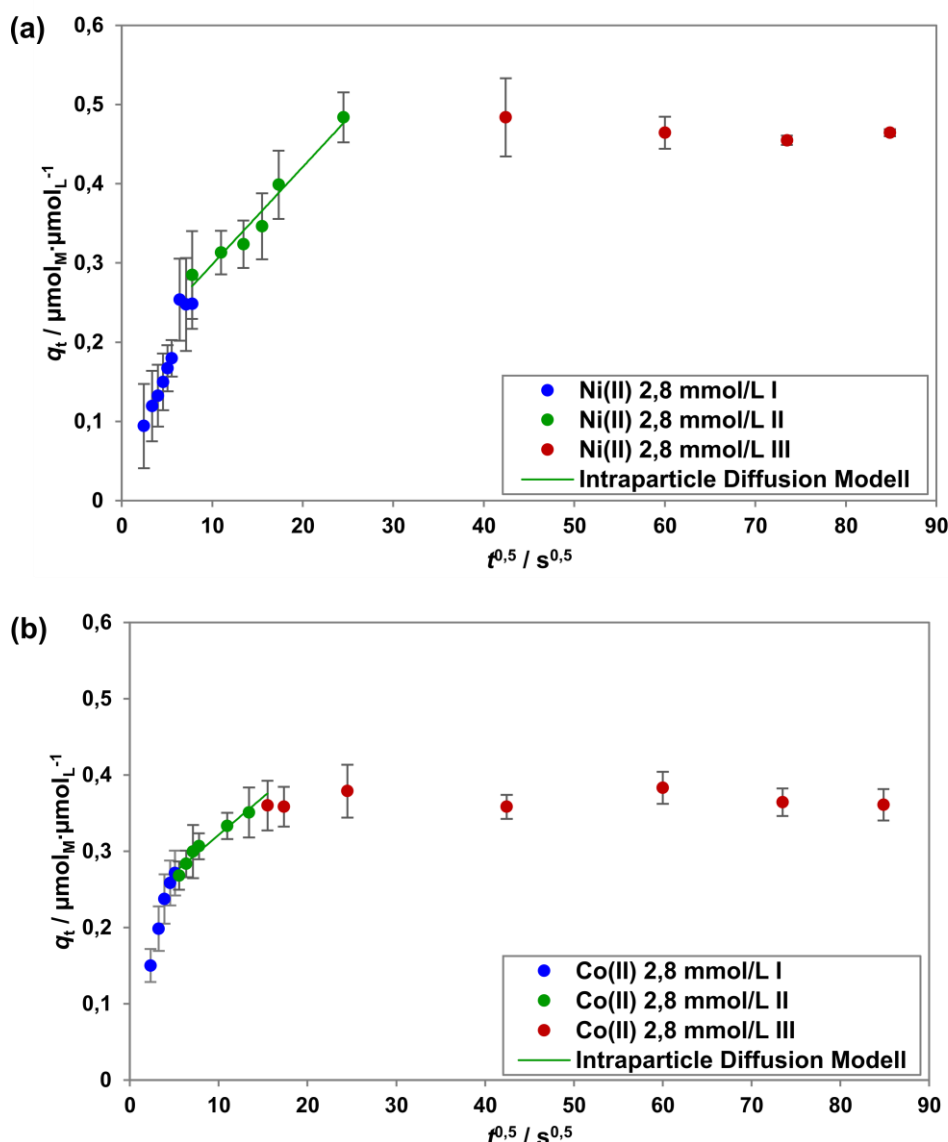 (a)
0,6
0,5
0,4
0,3
0,2
0,1
0
q_t / µmol_M·µmol_L^-1
Ni(II) 2,8 mmol/L I
Ni(II) 2,8 mmol/L II
Ni(II) 2,8 mmol/L III
Intraparticle Diffusion Modell
0 10 20 30 40 50 60 70 80 90
t^0,5 / s^0,5
(b)
0,6
0,5
0,4
0,3
0,2
0,1
0
q_t / µmol_M·µmol_L^-1
Co(II) 2,8 mmol/L I
Co(II) 2,8 mmol/L II
Co(II) 2,8 mmol/L III
Intraparticle Diffusion Modell
0 10 20 30 40 50 60 70 80 90
t^0,5 / s^0,5